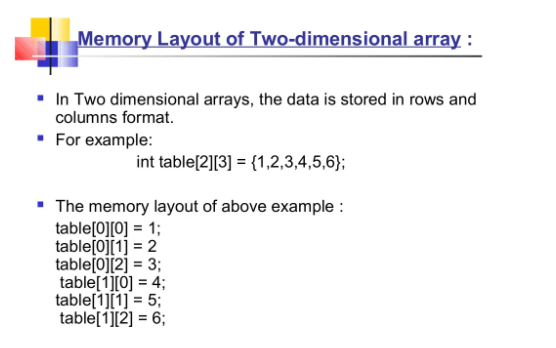 Memory Layout of Two-dimensional array :
In Two dimensional arrays, the data is stored in rows and
columns format.
For example:
int table[2][3] = {1,2,3,4,5,6};
The memory layout of above example :
table[0][0] = 1;
table[0][1] = 2
table[0][2] = 3;
table[1][0] = 4;
table[1][1] = 5;
table[1][2] = 6;